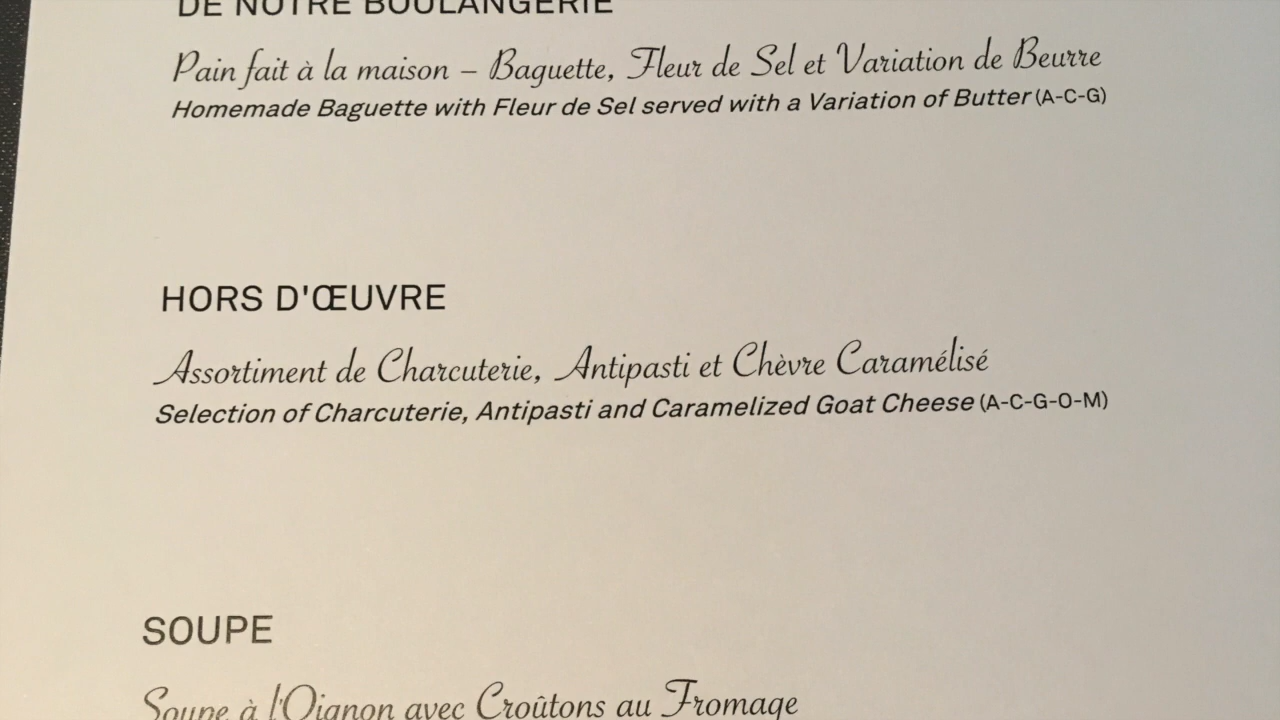 DE NOTRE BOULANGERIE
Pain fait à la maison – Baguette, Fleur de Sel et Variation de Beurre
Homemade Baguette with Fleur de Sel served with a Variation of Butter (A-C-G)
HORS D'ŒUVRE
Assortiment de Charcuterie, Antipasti et Chèvre Caramélisé
Selection of Charcuterie, Antipasti and Caramelized Goat Cheese (A-C-G-O-M)
SOUPE
Soupe à l'Oignon avec Croûtons au Fromage